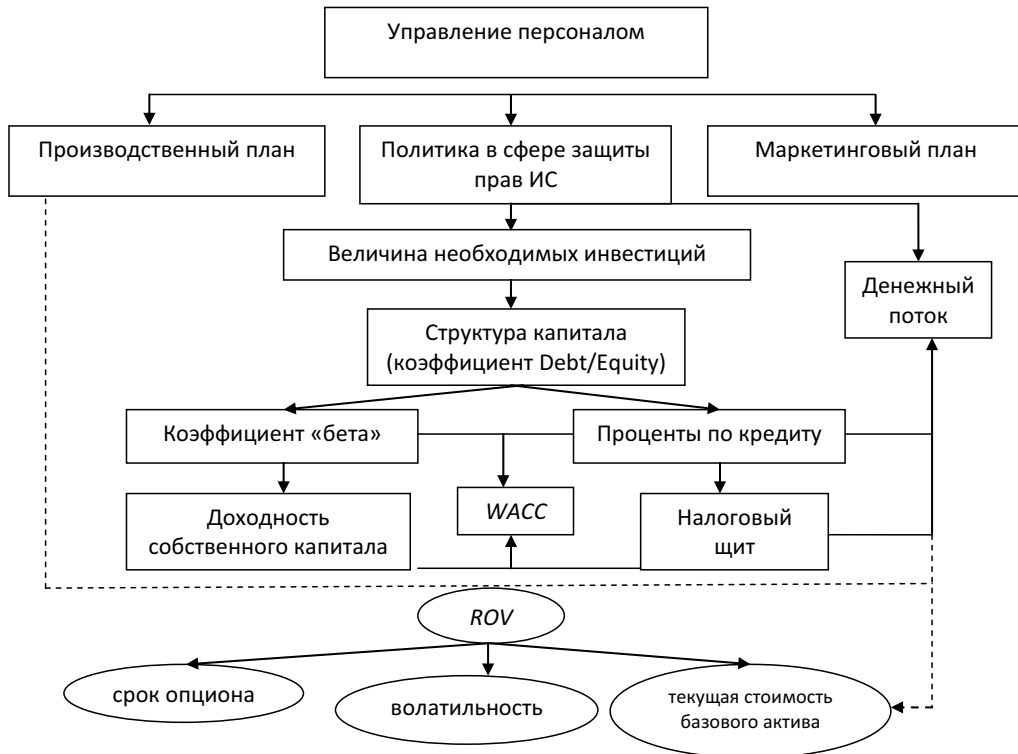 Управление персоналом
Производственный план
Политика в сфере защиты
прав ИС
Маркетинговый план
Величина необходимых инвестиций
Денежный
поток
Структура капитала
(коэффициент Debt/Equity)
Коэффициент «бета»
Проценты по кредиту
Доходность
собственного капитала
WACC
Налоговый
щит
ROV
срок опциона
волатильность
текущая стоимость
базового актива